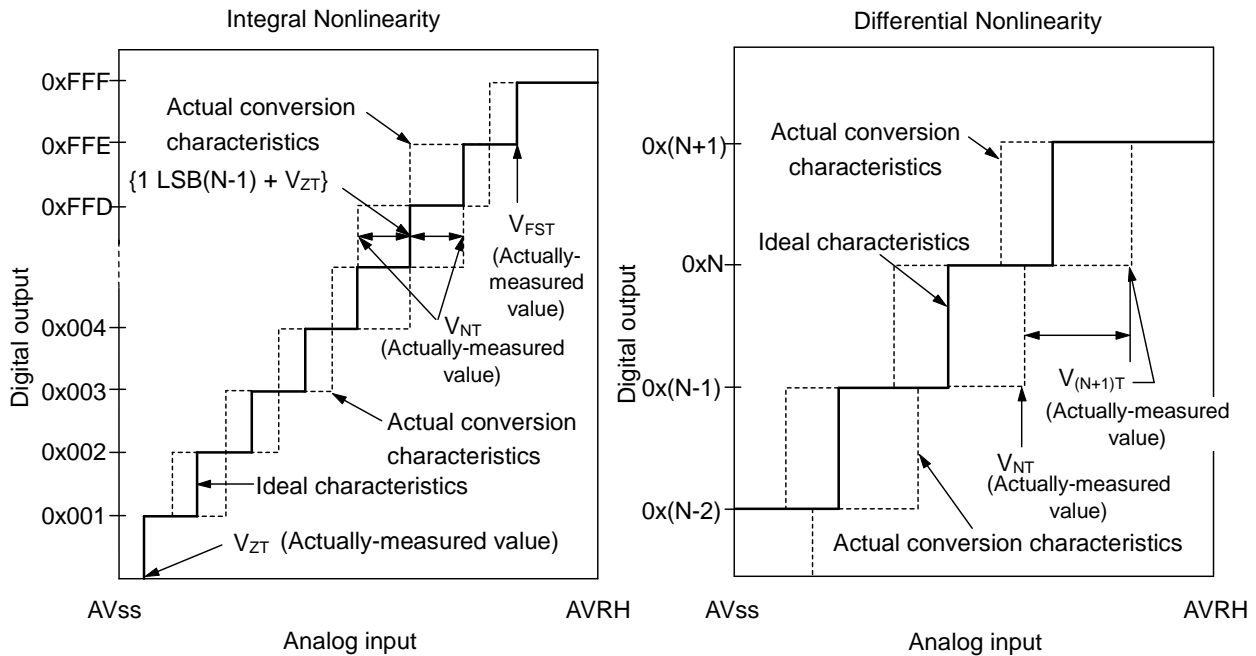 Integral Nonlinearity
0xFFF
0xFFE
0xFFD
0x004
0x003
0x002
0x001
Digital output
Actual conversion
characteristics
{1 LSB(N-1) + VZT}
VFST
(Actually-
measured
value)
VNT
(Actually-measured
value)
Actual conversion
characteristics
Ideal characteristics
VZT (Actually-measured value)
AVss
AVRH
Analog input
Differential Nonlinearity
0x(N+1)
0xN
0x(N-1)
0x(N-2)
Digital output
Actual conversion
characteristics
Ideal characteristics
V(N+1)T
(Actually-measured
value)
VNT
(Actually-measured
value)
Actual conversion characteristics
AVss
AVRH
Analog input